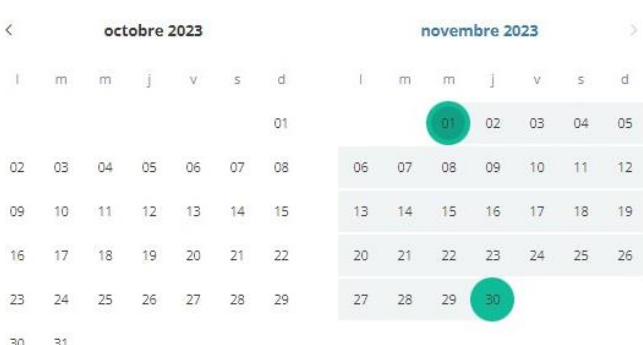 octobre 2023
l m m j v s d
01
02 03 04 05 06 07 08
09 10 11 12 13 14 15
16 17 18 19 20 21 22
23 24 25 26 27 28 29
30 31
novembre 2023
l m m j v s d
01 02 03 04 05
06 07 08 09 10 11 12
13 14 15 16 17 18 19
20 21 22 23 24 25 26
27 28 29 30